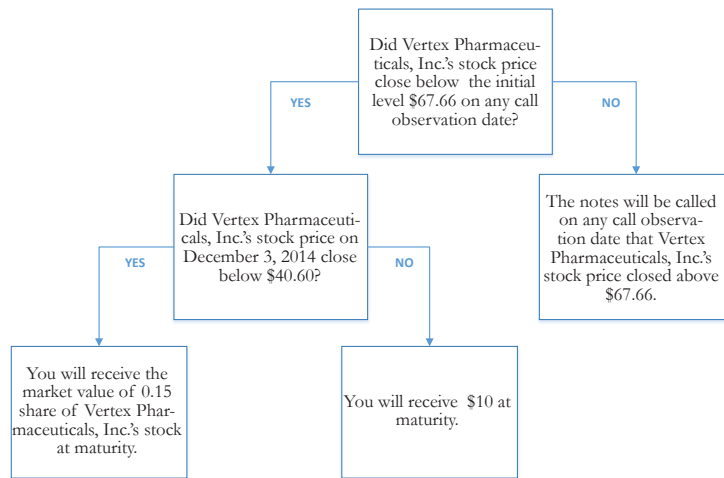 Did Vertex Pharmaceu-
ticals, Inc.'s stock price
close below the initial
level $67.66 on any call
observation date?
YES
NO
Did Vertex Pharmaceuti-
cals, Inc.'s stock price on
December 3, 2014 close
below $40.60?
The notes will be called
on any call observa-
tion date that Vertex
Pharmaceuticals, Inc.'s
stock price closed above
$67.66.
YES
NO
You will receive the
market value of 0.15
share of Vertex Phar-
maceuticals, Inc.'s stock
at maturity.
You will receive $10 at
maturity.